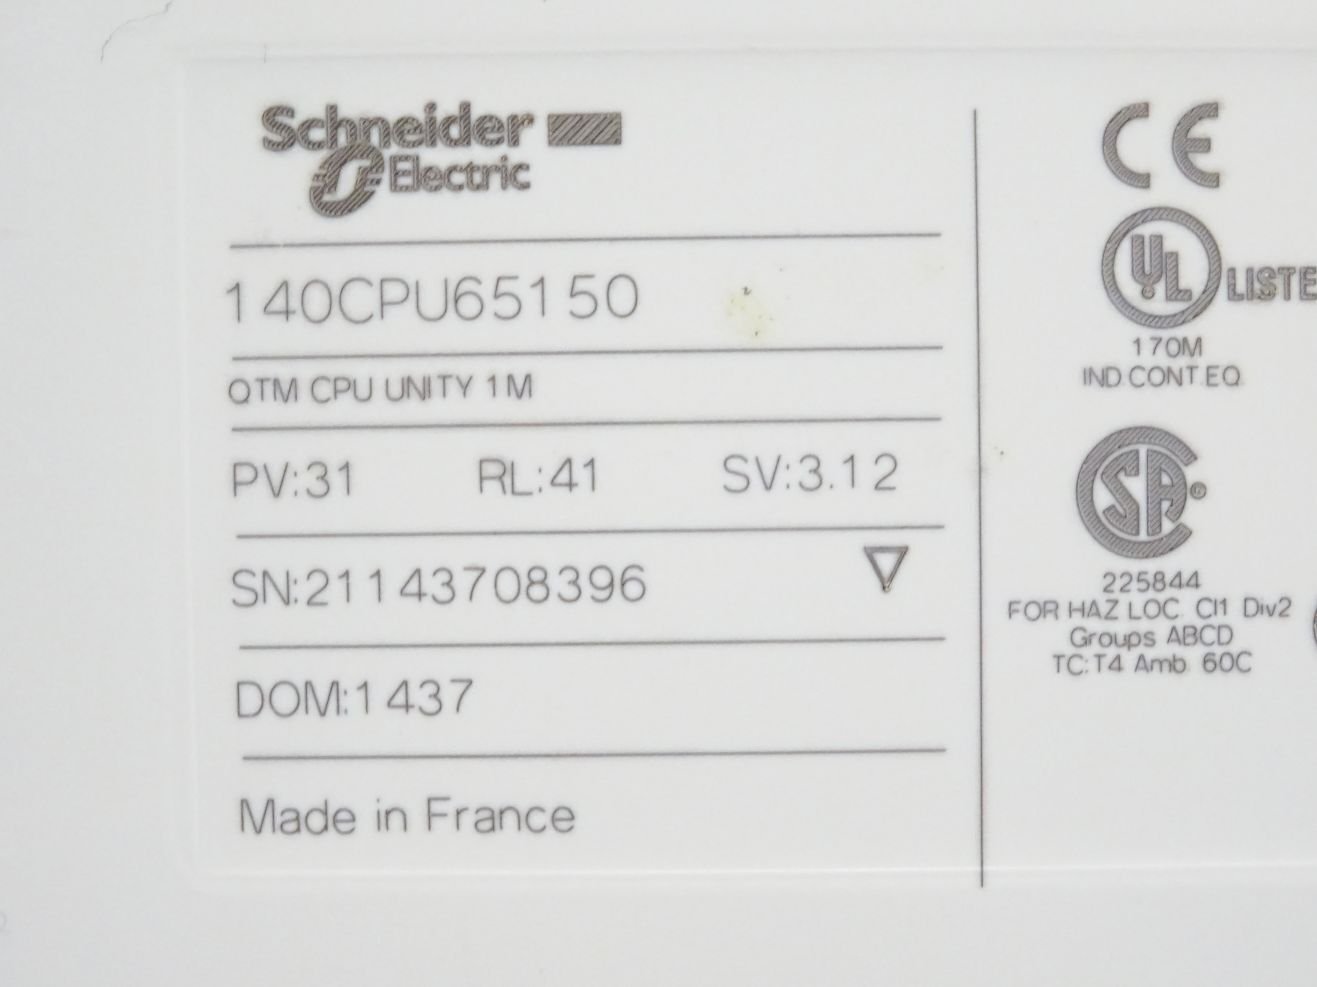 Schneider
Electric
140CPU65150
QTM CPU UNITY 1M
PV:31 RL:41 SV:3.12
SN:21143708396
DOM:1437
Made in France
CE
UL LISTE
170M
IND.CONT.EQ.
SA
225844
FOR HAZ LOC. Cl1 Div2
Groups ABCD
TC:T4 Amb. 60C